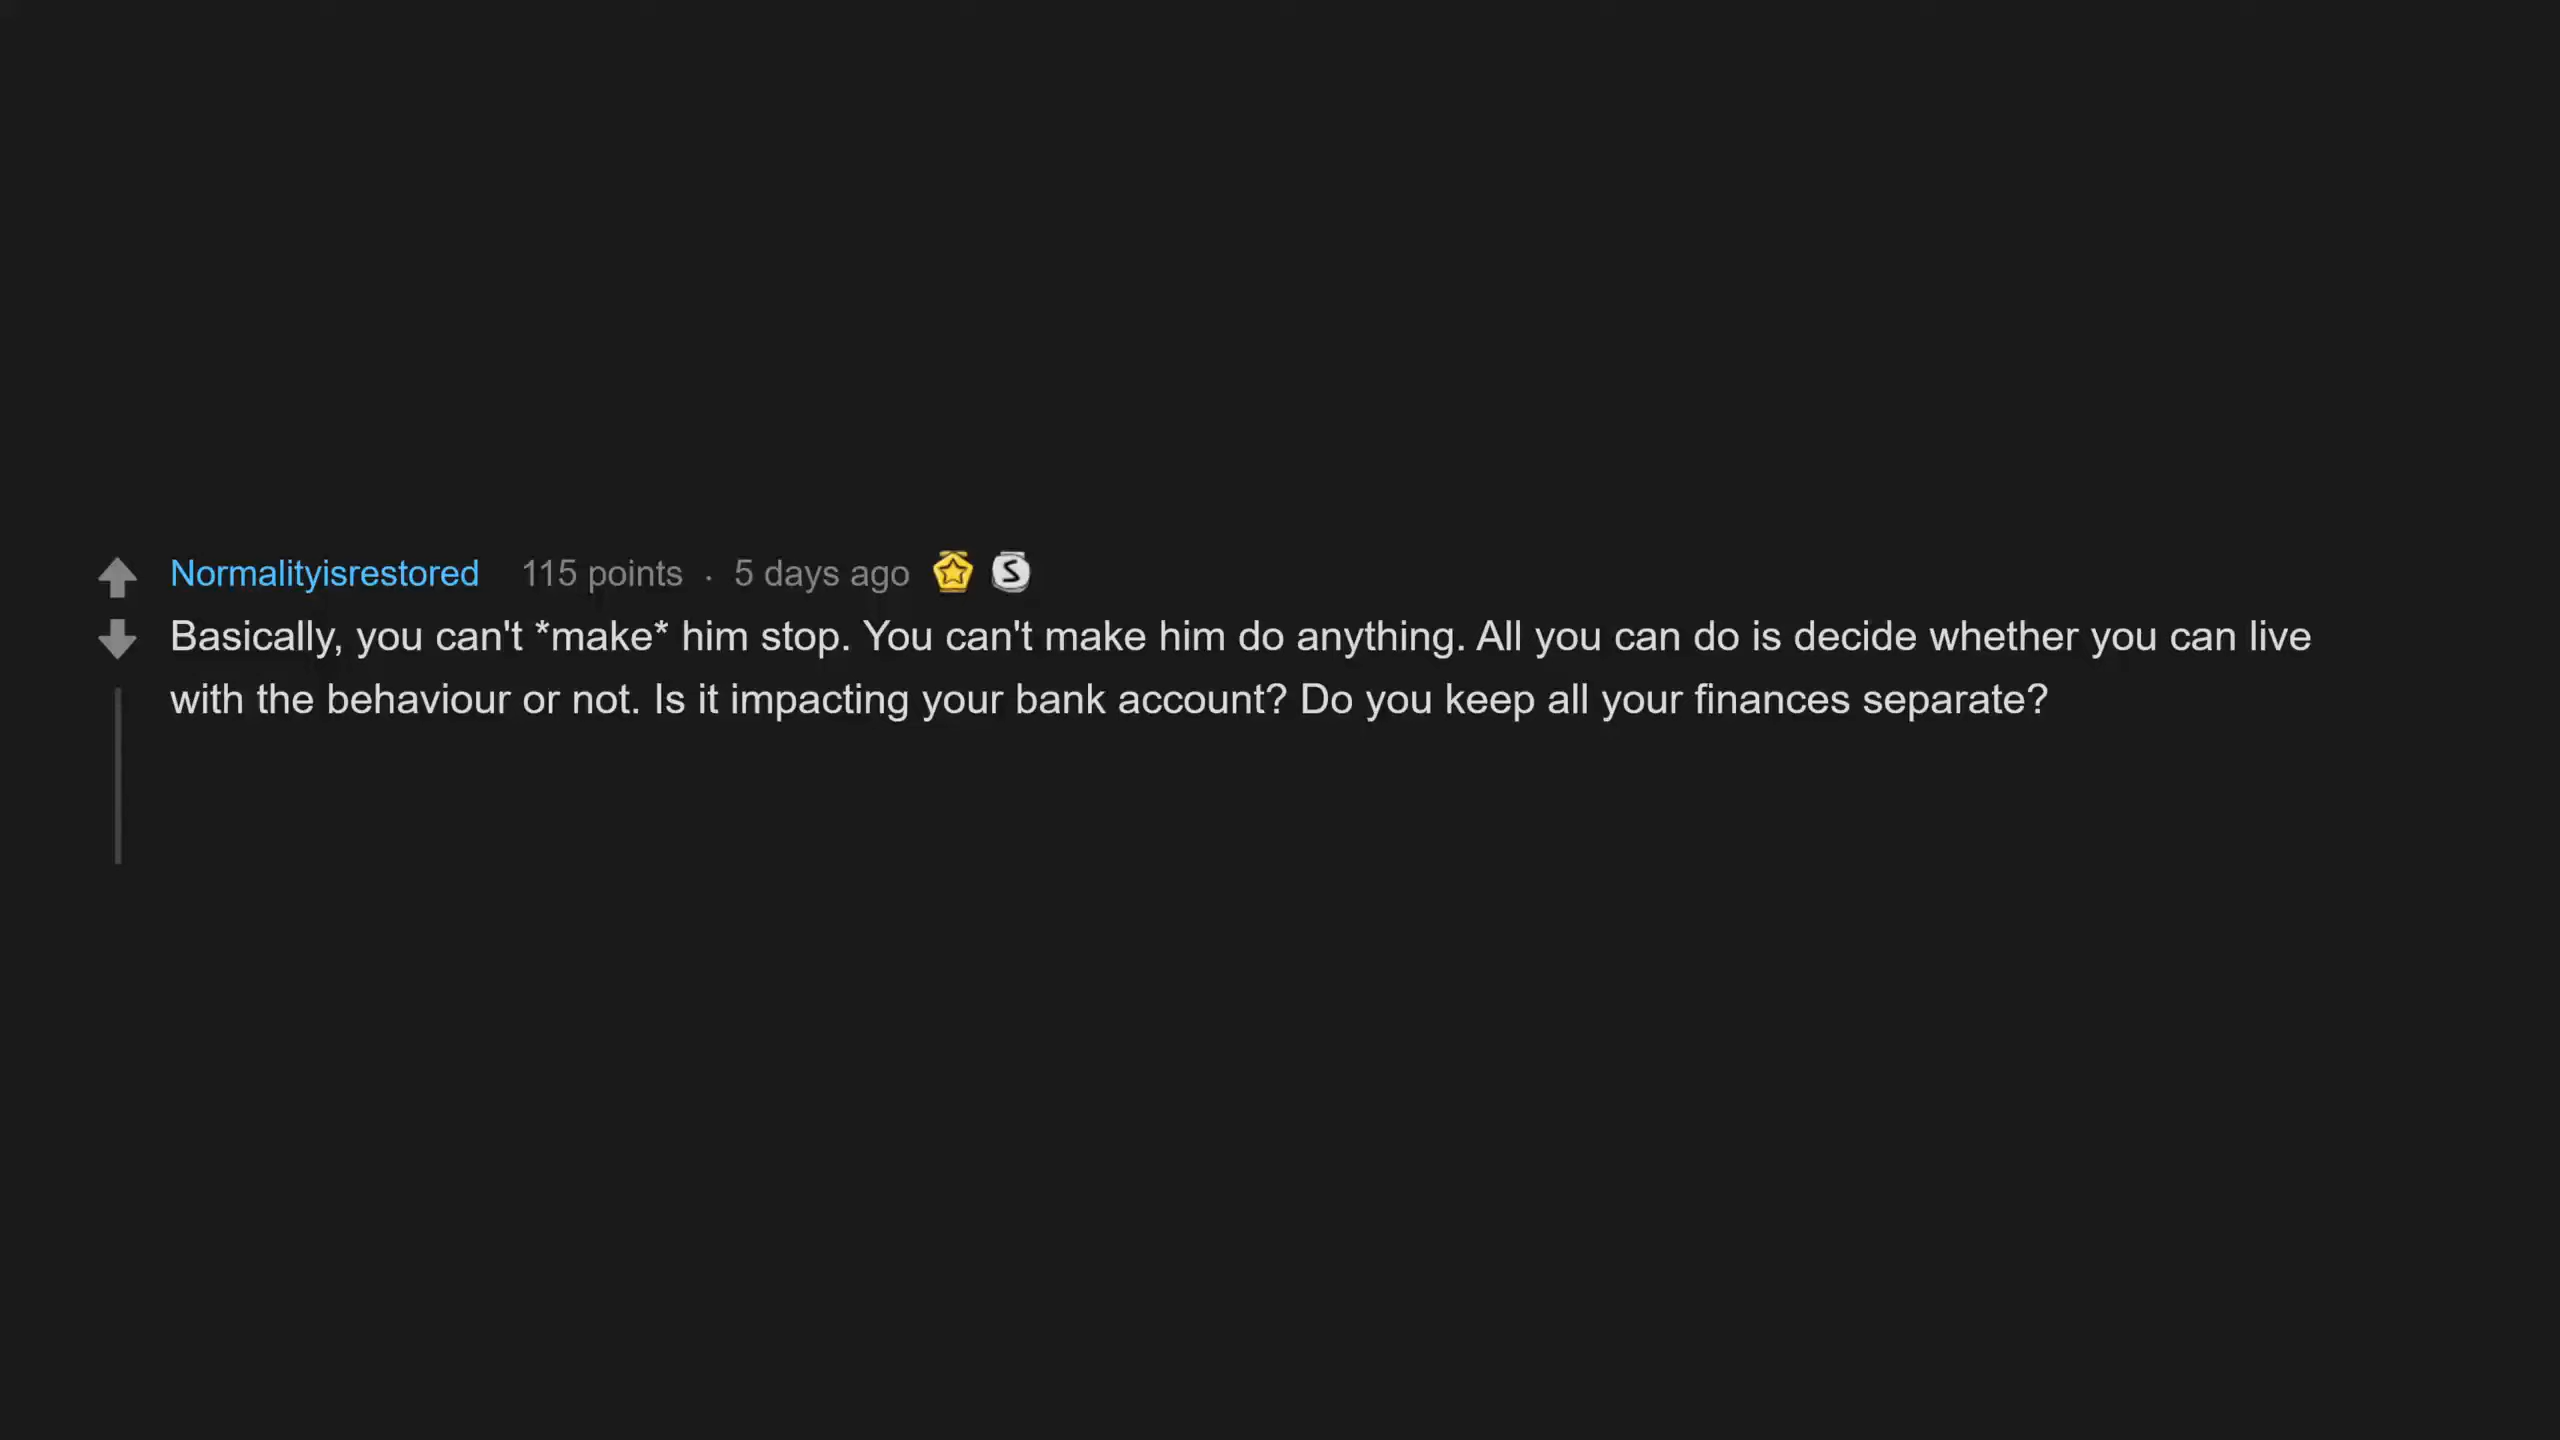 Normalityisrestored 115 points · 5 days ago S
Basically, you can't *make* him stop. You can't make him do anything. All you can do is decide whether you can live
with the behaviour or not. Is it impacting your bank account? Do you keep all your finances separate?